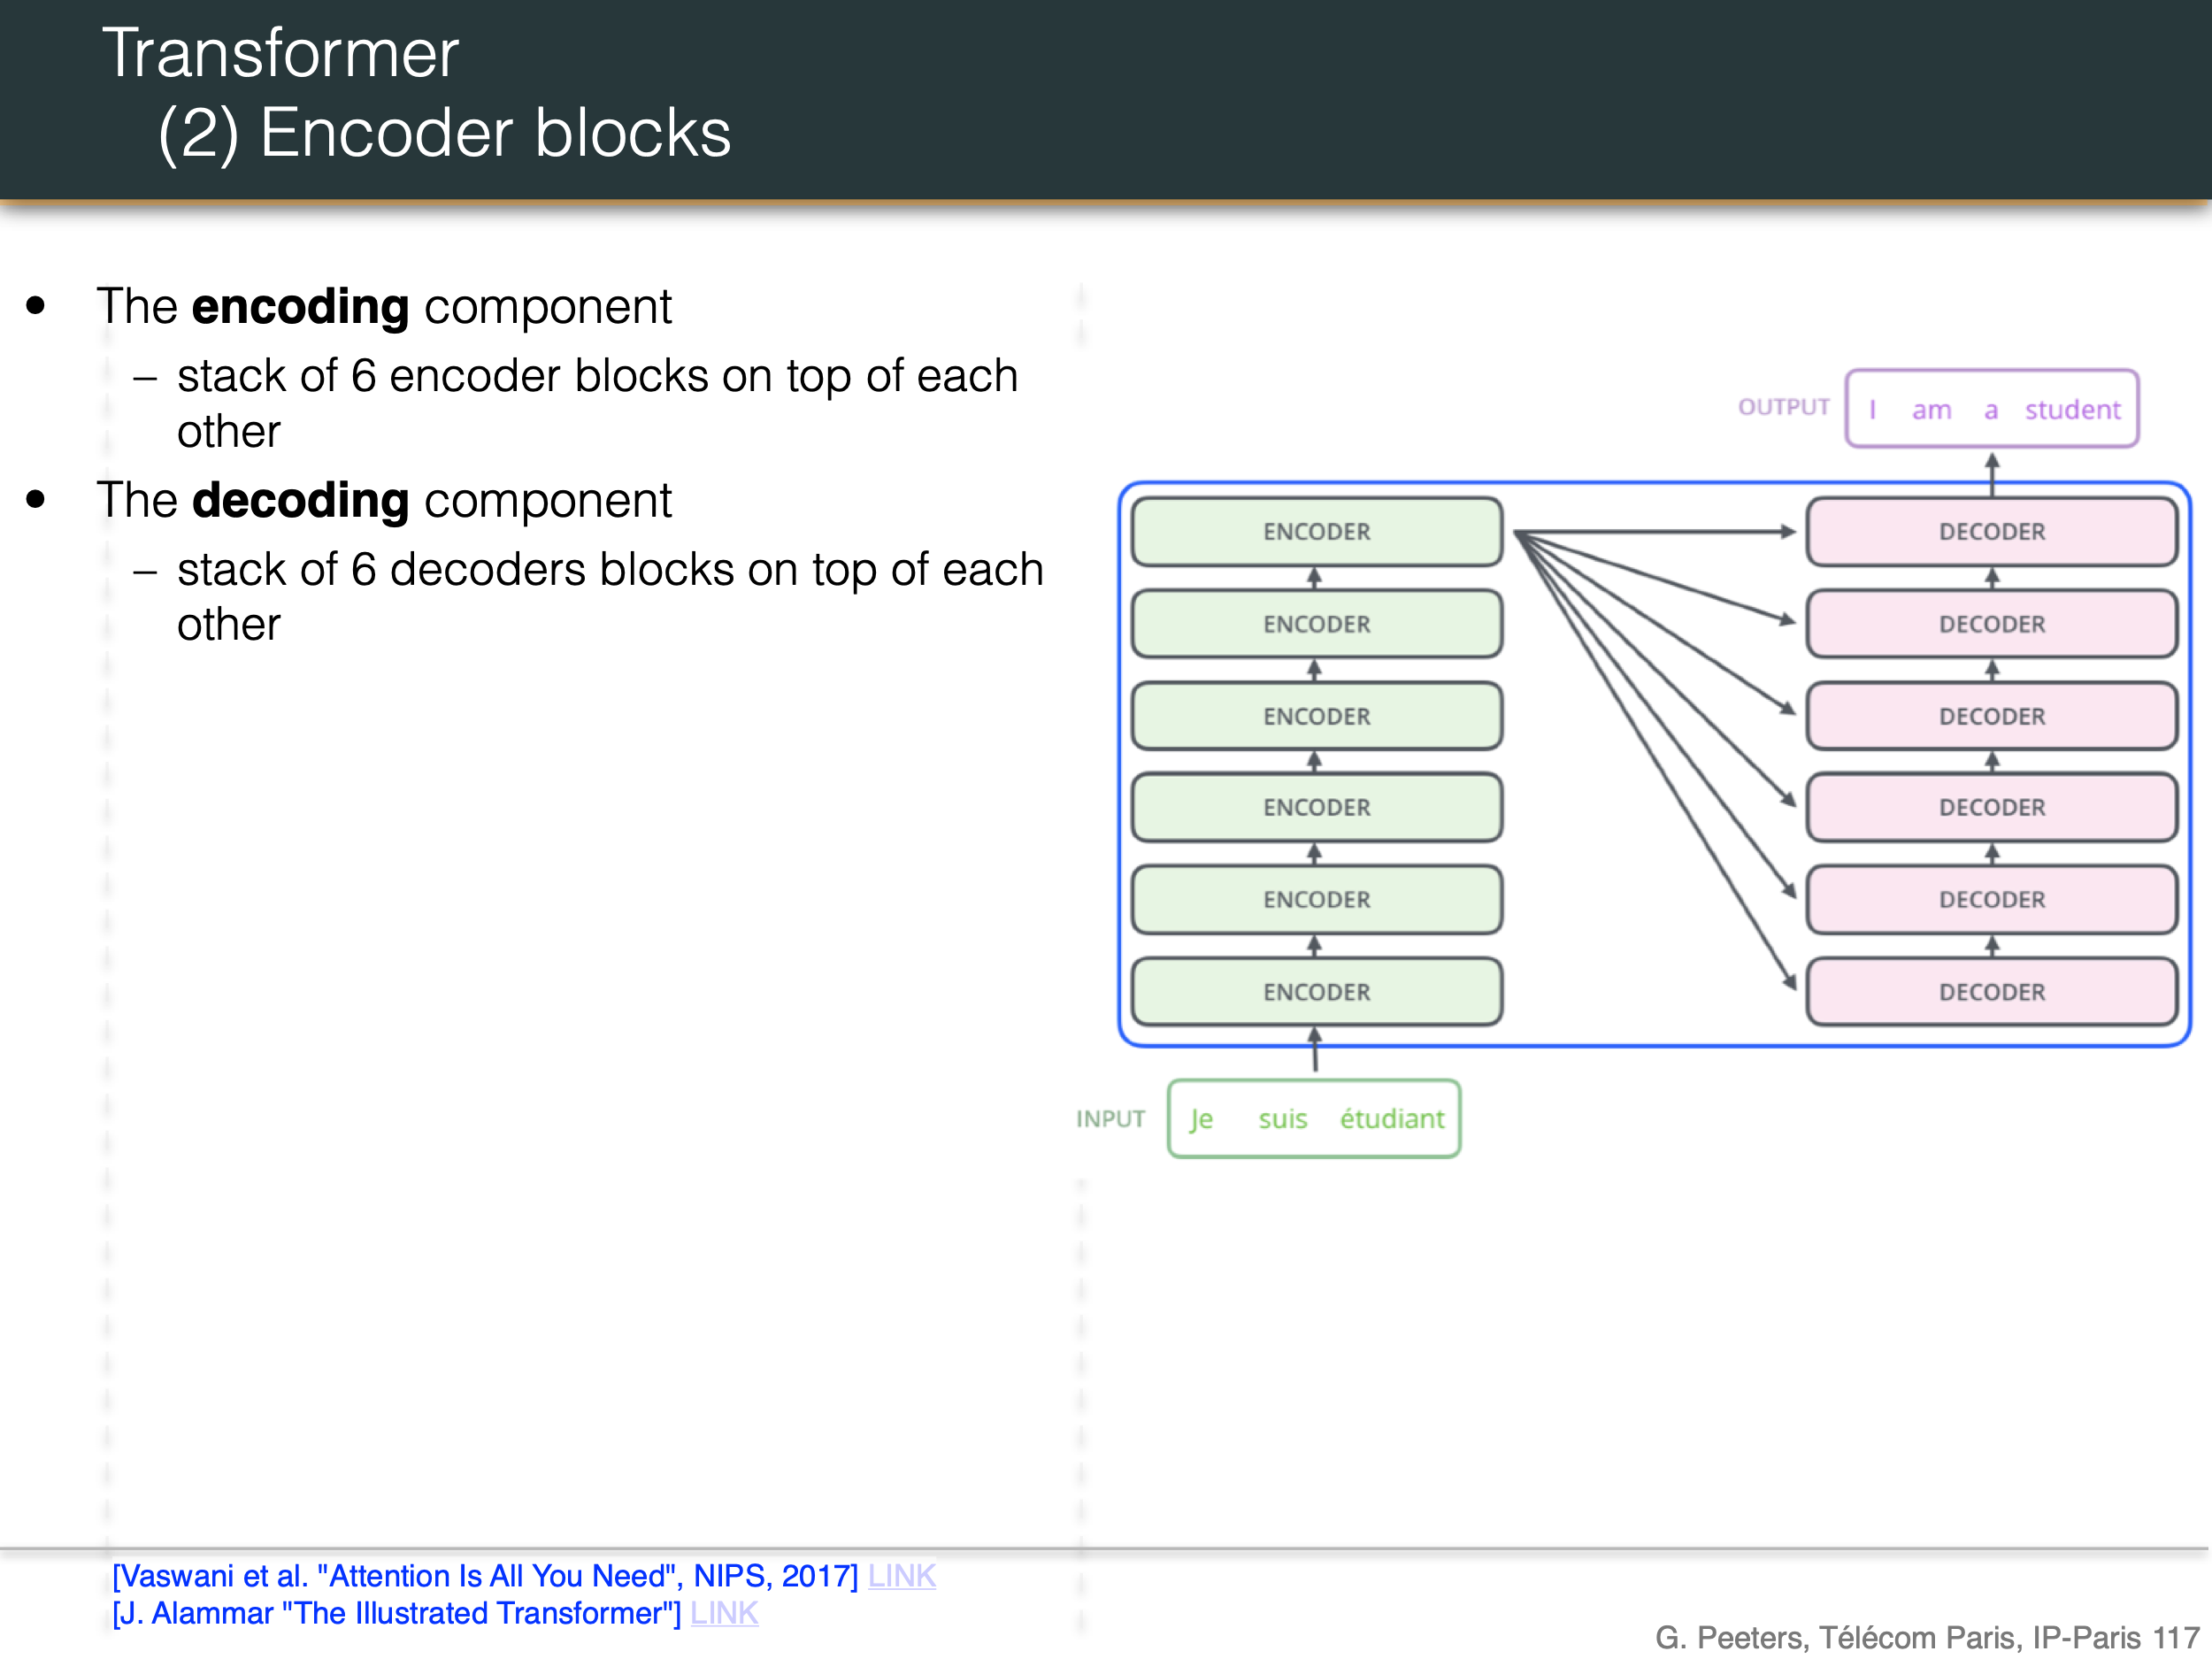 Transformer
(2) Encoder blocks
• The encoding component
– stack of 6 encoder blocks on top of each
other
• The decoding component
– stack of 6 decoders blocks on top of each
other
OUTPUT I am a student
ENCODER DECODER
ENCODER DECODER
ENCODER DECODER
ENCODER DECODER
ENCODER DECODER
ENCODER DECODER
INPUT Je suis étudiant
[Vaswani et al. "Attention Is All You Need", NIPS, 2017] LINK
[J. Alammar "The Illustrated Transformer"] LINK
G. Peeters, Télécom Paris, IP-Paris 117